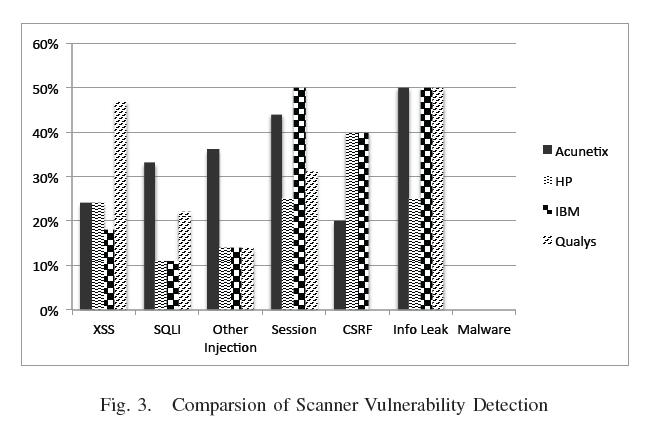 60%
50%
40%
30%
20%
10%
0%
XSS
SQLI
Other
Injection
Session
CSRF
Info Leak
Malware
Acunetix
HP
IBM
Qualys
Fig. 3. Comparsion of Scanner Vulnerability Detection